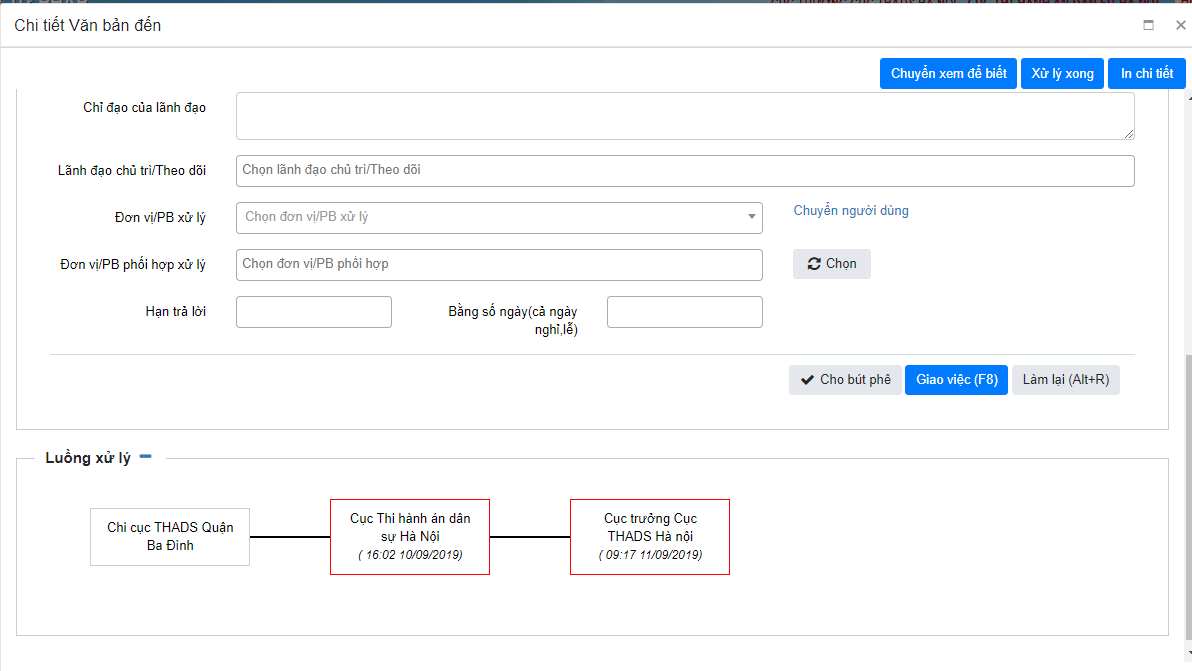 Chi tiết Văn bản đến
Chuyển xem để biết
Xử lý xong
In chi tiết
Chỉ đạo của lãnh đạo
Lãnh đạo chủ trì/Theo dõi
Chọn lãnh đạo chủ trì/Theo dõi
Đơn vị/PB xử lý
Chọn đơn vị/PB xử lý
Chuyển người dùng
Đơn vị/PB phối hợp xử lý
Chọn đơn vị/PB phối hợp
Chọn
Hạn trả lời
Bằng số ngày(cả ngày
nghỉ,lễ)
Cho bút phê
Giao việc (F8)
Làm lại (Alt+R)
Luồng xử lý
Chi cục THADS Quận
Ba Đình
Cục Thi hành án dân
sự Hà Nội
( 16:02 10/09/2019)
Cục trưởng Cục
THADS Hà nội
( 09:17 11/09/2019)